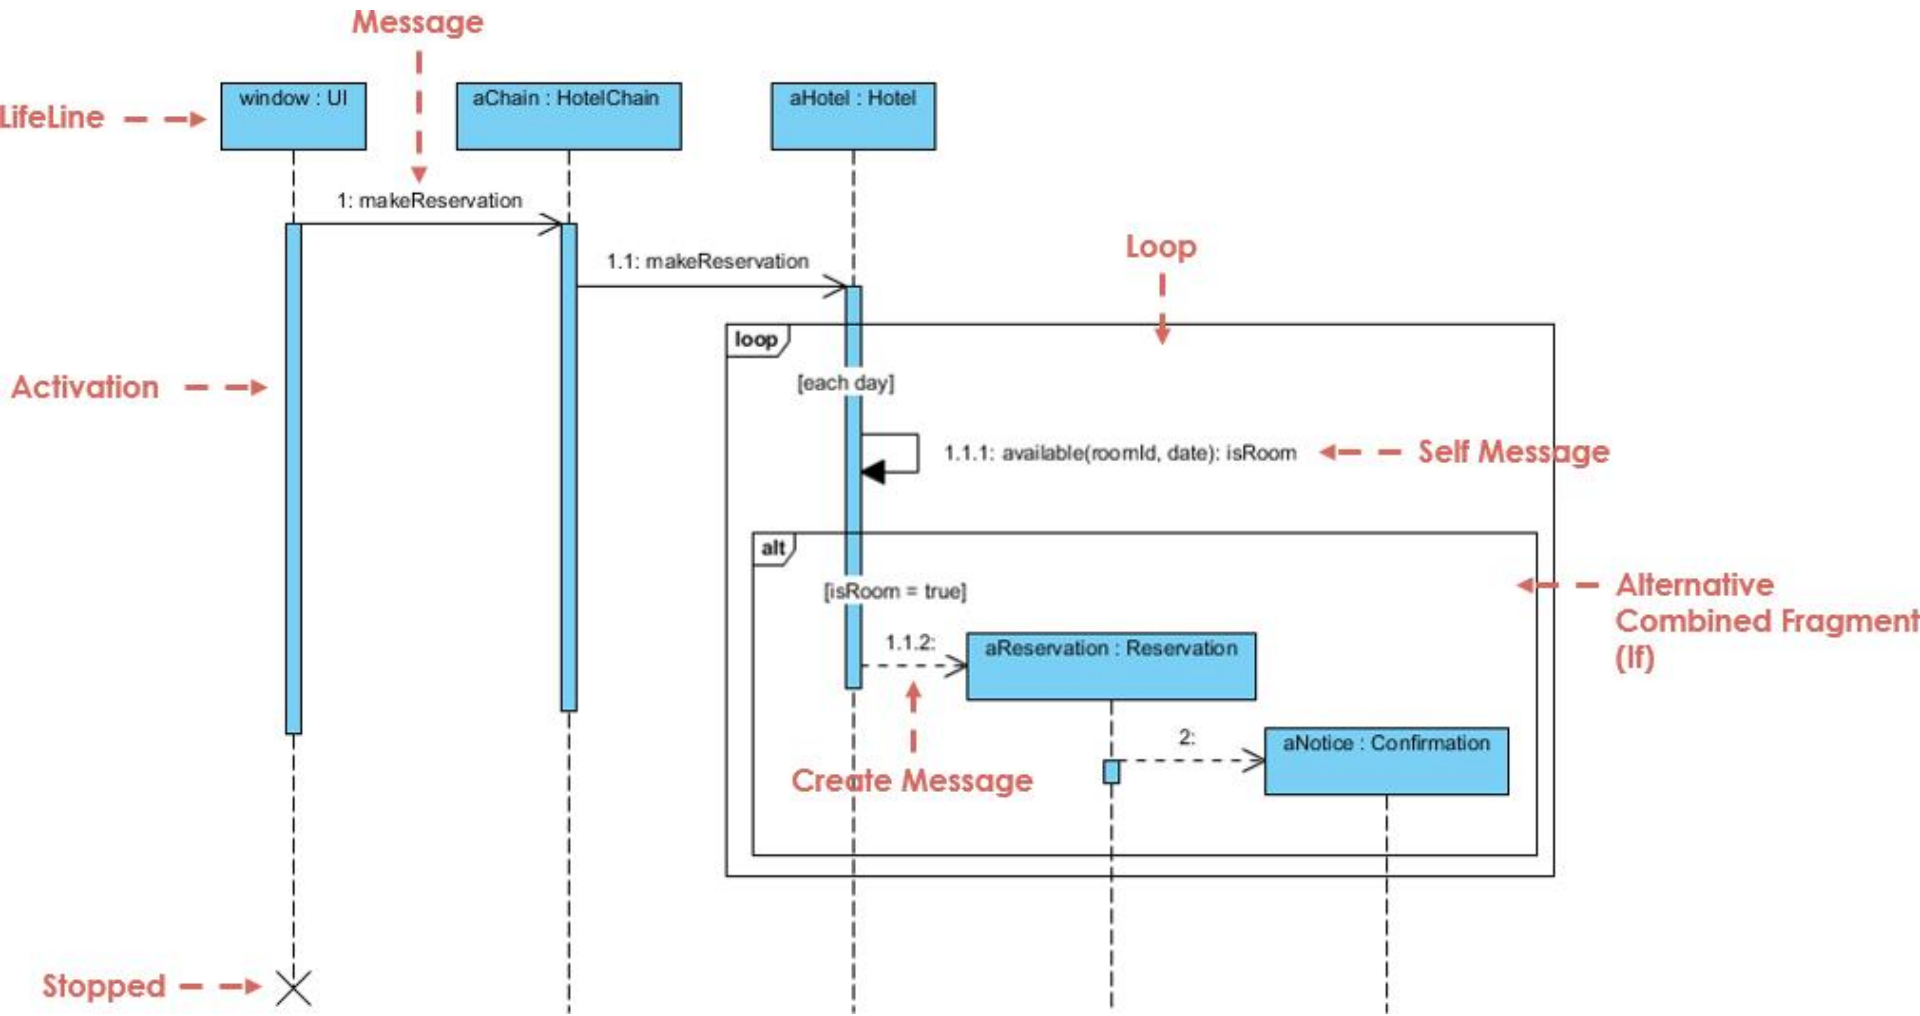 Message
window : UI
aChain : HotelChain
aHotel : Hotel
LifeLine
1: makeReservation
1.1: makeReservation
Loop
loop
[each day]
Activation
1.1.1: available(roomId, date): isRoom
Self Message
alt
[isRoom = true]
Alternative
Combined Fragment
(If)
1.1.2:
aReservation : Reservation
2:
aNotice : Confirmation
Create Message
Stopped